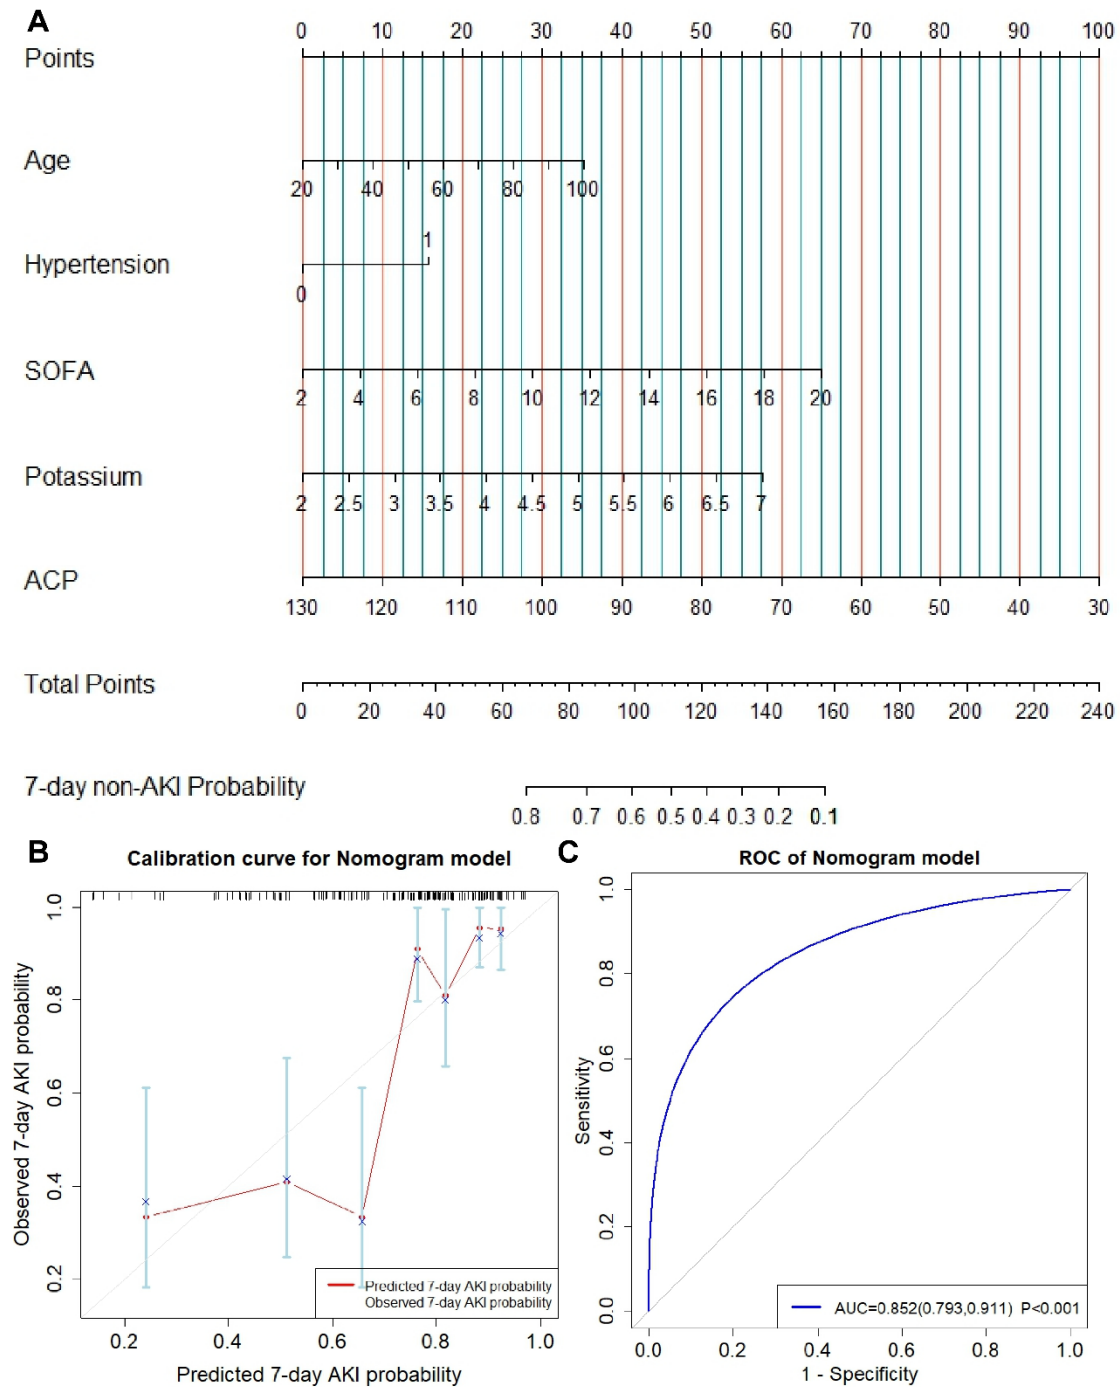 A
0 10 20 30 40 50 60 70 80 90 100
Points
Age
20 40 60 80 100
1
Hypertension
0
SOFA
2 4 6 8 10 12 14 16 18 20
Potassium
2 2.5 3 3.5 4 4.5 5 5.5 6 6.5 7
ACP
130 120 110 100 90 80 70 60 50 40 30
Total Points
0 20 40 60 80 100 120 140 160 180 200 220 240
7-day non-AKI Probability
0.8 0.7 0.6 0.5 0.4 0.3 0.2 0.1
B
Calibration curve for Nomogram model
Observed 7-day AKI probability
1.0
0.8
0.6
0.4
0.2
Predicted 7-day AKI probability
Observed 7-day AKI probability
0.2 0.4 0.6 0.8 1.0
Predicted 7-day AKI probability
C
ROC of Nomogram model
Sensitivity
1.0
0.8
0.6
0.4
0.2
0.0
AUC=0.852(0.793,0.911) P<0.001
0.0 0.2 0.4 0.6 0.8 1.0
1 - Specificity